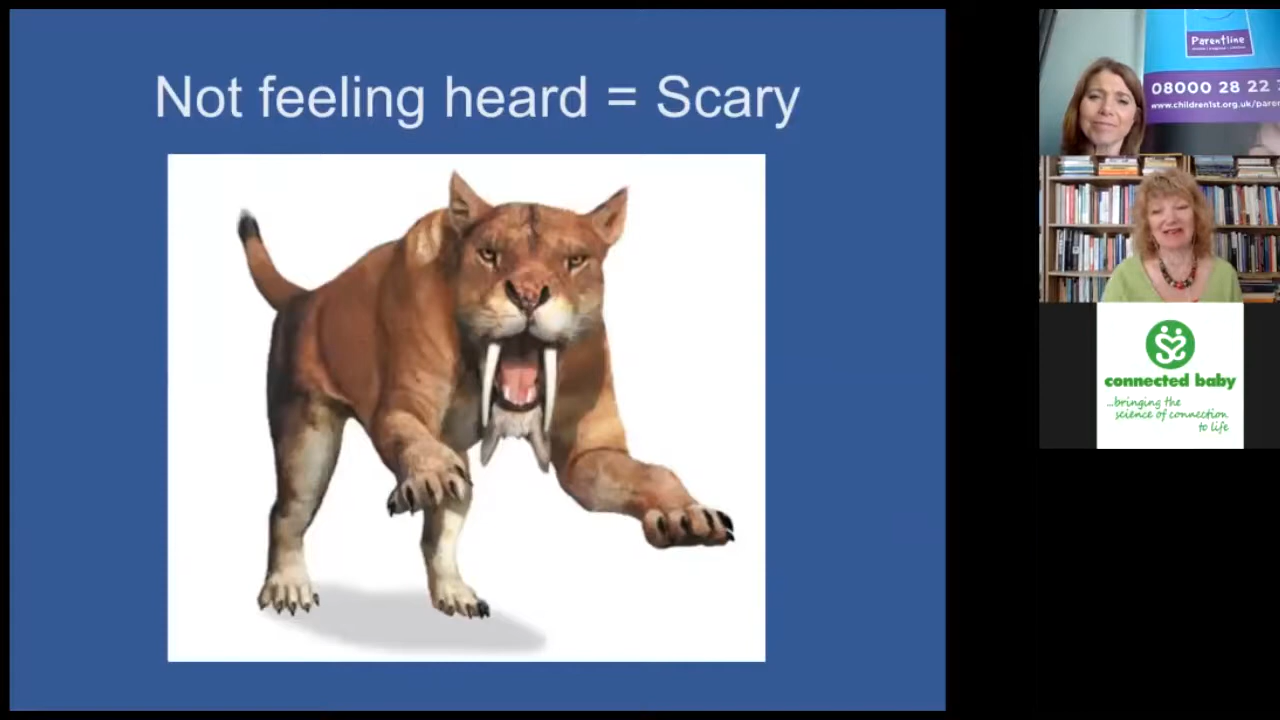 Not feeling heard = Scary
Parentline
08000 28 22
www.children1st.org.uk/pare
connected baby
...bringing the
science of connection
to life